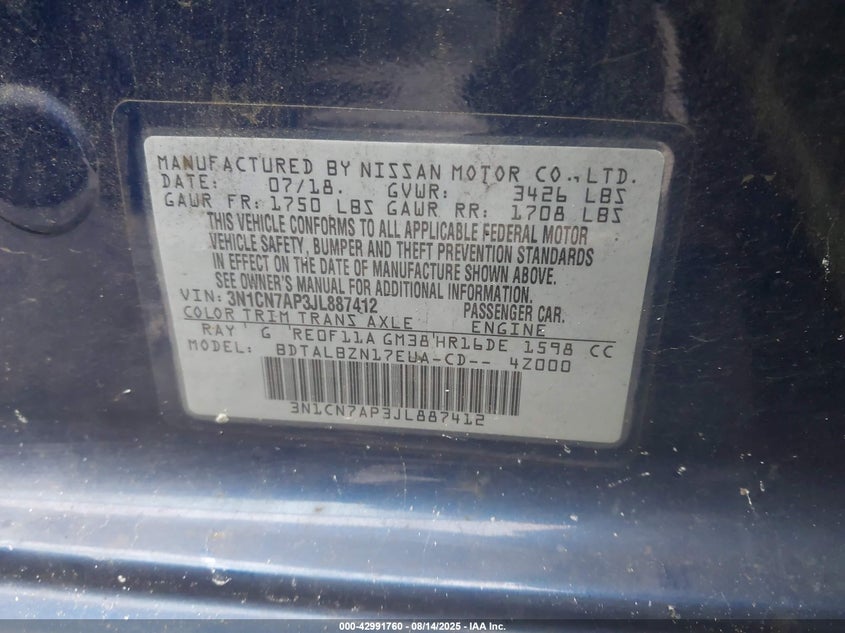 MANUFACTURED BY NISSAN MOTOR CO., LTD.
DATE: 07/18. GVWR: 3426 LBS
GAWR FR: 1750 LBS GAWR RR: 1708 LBS
THIS VEHICLE CONFORMS TO ALL APPLICABLE FEDERAL MOTOR
VEHICLE SAFETY, BUMPER AND THEFT PREVENTION STANDARDS
IN EFFECT ON THE DATE OF MANUFACTURE SHOWN ABOVE.
SEE OWNER'S MANUAL FOR ADDITIONAL INFORMATION.
VIN: 3N1CN7AP3JL887412 PASSENGER CAR.
COLOR TRIM TRANS AXLE ENGINE
RAY G RE0F11A GM38 HR16DE 1598 CC
MODEL: BDTALBZN17EUA-CD-- 4Z000
3N1CN7AP3JL887412
000-42991760 - 08/14/2025 - IAA Inc.